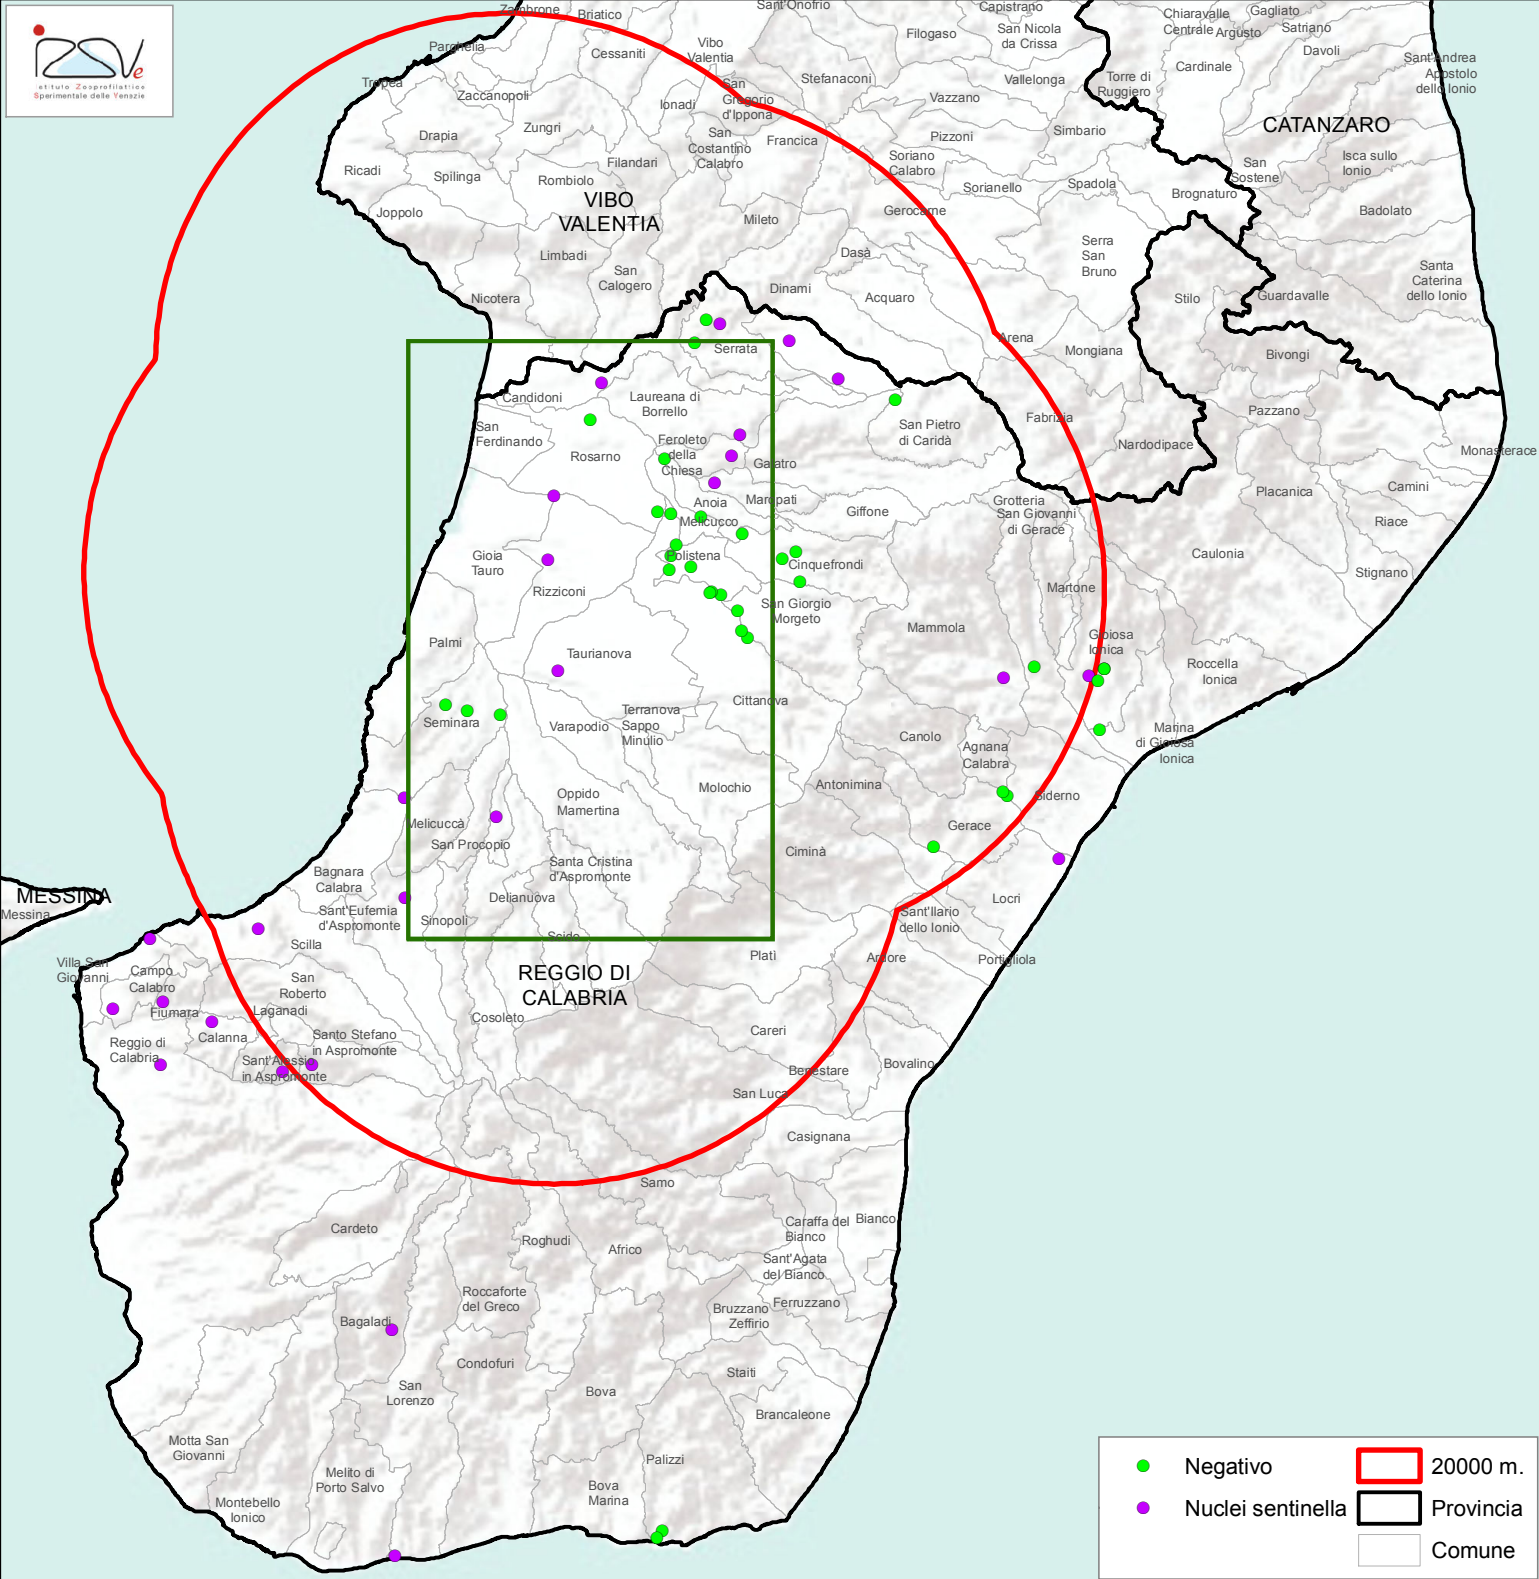 IZSVe
Istituto Zooprofilattico
Sperimentale delle Venezie
Zambrone
Briatico
Sant'Onofrio
Capistrano
Chiaravalle
Centrale
Gagliato
Argusto
Satriano
Parghelia
Cessaniti
Vibo
Valentia
Filogaso
San Nicola
da Crissa
Davoli
Cardinale
Sant'Andrea
Apostolo
dello Ionio
Tropea
Zaccanopoli
Stefanaconi
Vallelonga
Torre di
Ruggiero
San
Gregorio
d'Ippona
Ionadi
Vazzano
Drapia
Zungri
San
Costantino
Calabro
Francica
Pizzoni
Simbario
CATANZARO
Ricadi
Spilinga
Filandari
Rombiolo
Soriano
Calabro
Sorianello
Spadola
Brognaturo
San
Sostene
Isca sullo
Ionio
Joppolo
VIBO
VALENTIA
Mileto
Gerocarne
Badolato
Limbadi
San
Calogero
Dasà
Serra
San
Bruno
Santa
Caterina
dello Ionio
Nicotera
Dinami
Acquaro
Stilo
Guardavalle
Serrata
Arena
Mongiana
Bivongi
Candidoni
Laureana di
Borrello
San
Ferdinando
San Pietro
di Caridà
Fabrizia
Nardodipace
Pazzano
Monasterace
Rosarno
Feroleto
della
Chiesa
Galatro
Anoia
Maropati
Giffone
Grotteria
San Giovanni
di Gerace
Placanica
Camini
Riace
Melicucco
Gioia
Tauro
Polistena
Cinquefrondi
Caulonia
Stignano
Rizziconi
San Giorgio
Morgeto
Martone
Palmi
Taurianova
Mammola
Gioiosa
Ionica
Roccella
Ionica
Seminara
Varapodio
Terranova
Sappo
Minulio
Cittanova
Canolo
Agnana
Calabra
Marina
di Gioiosa
Ionica
Oppido
Mamertina
Molochio
Antonimina
Siderno
Melicuccà
San Procopio
Gerace
Ciminà
Bagnara
Calabra
Santa Cristina
d'Aspromonte
MESSINA
Messina
Sant'Eufemia
d'Aspromonte
Sinopoli
Delianuova
Locri
Sant'Ilario
dello Ionio
Scilla
Scido
Platì
Ardore
Portigliola
Villa San
Giovanni
Campo
Calabro
San
Roberto
REGGIO DI
CALABRIA
Fiumara
Laganadi
Cosoleto
Careri
Reggio di
Calabria
Calanna
Santo Stefano
in Aspromonte
Sant'Alessio
in Aspromonte
Benestare
Bovalino
San Luca
Casignana
Samo
Cardeto
Roghudi
Africo
Caraffa del
Bianco
Bianco
Sant'Agata
del Bianco
Roccaforte
del Greco
Bruzzano
Zeffirio
Ferruzzano
Bagaladi
Condofuri
Staiti
San
Lorenzo
Bova
Brancaleone
Motta San
Giovanni
Melito di
Porto Salvo
Palizzi
Montebello
Ionico
Bova
Marina
Negativo
Nuclei sentinella
20000 m.
Provincia
Comune